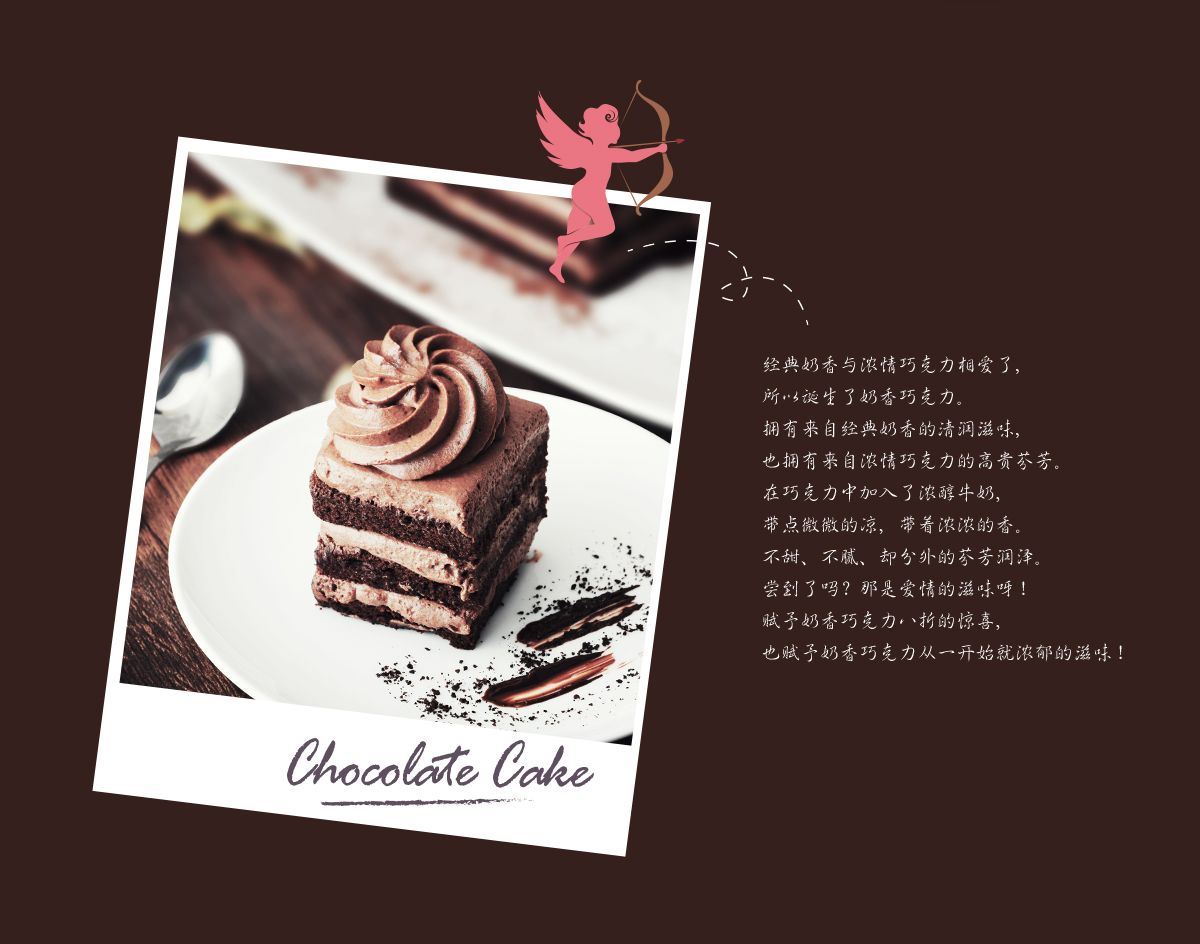 经典奶香与浓情巧克力相爱了，
所以诞生了奶香巧克力。
拥有来自经典奶香的清润滋味，
也拥有来自浓情巧克力的高贵芬芳。
在巧克力中加入了浓醇牛奶，
带点微微的凉，带着浓浓的香。
不甜、不腻、却分外的芬芳润泽。
尝到了吗？那是爱情的滋味呀！
赋予奶香巧克力八折的惊喜，
也赋予奶香巧克力从一开始就浓郁的滋味！
Chocolate Cake